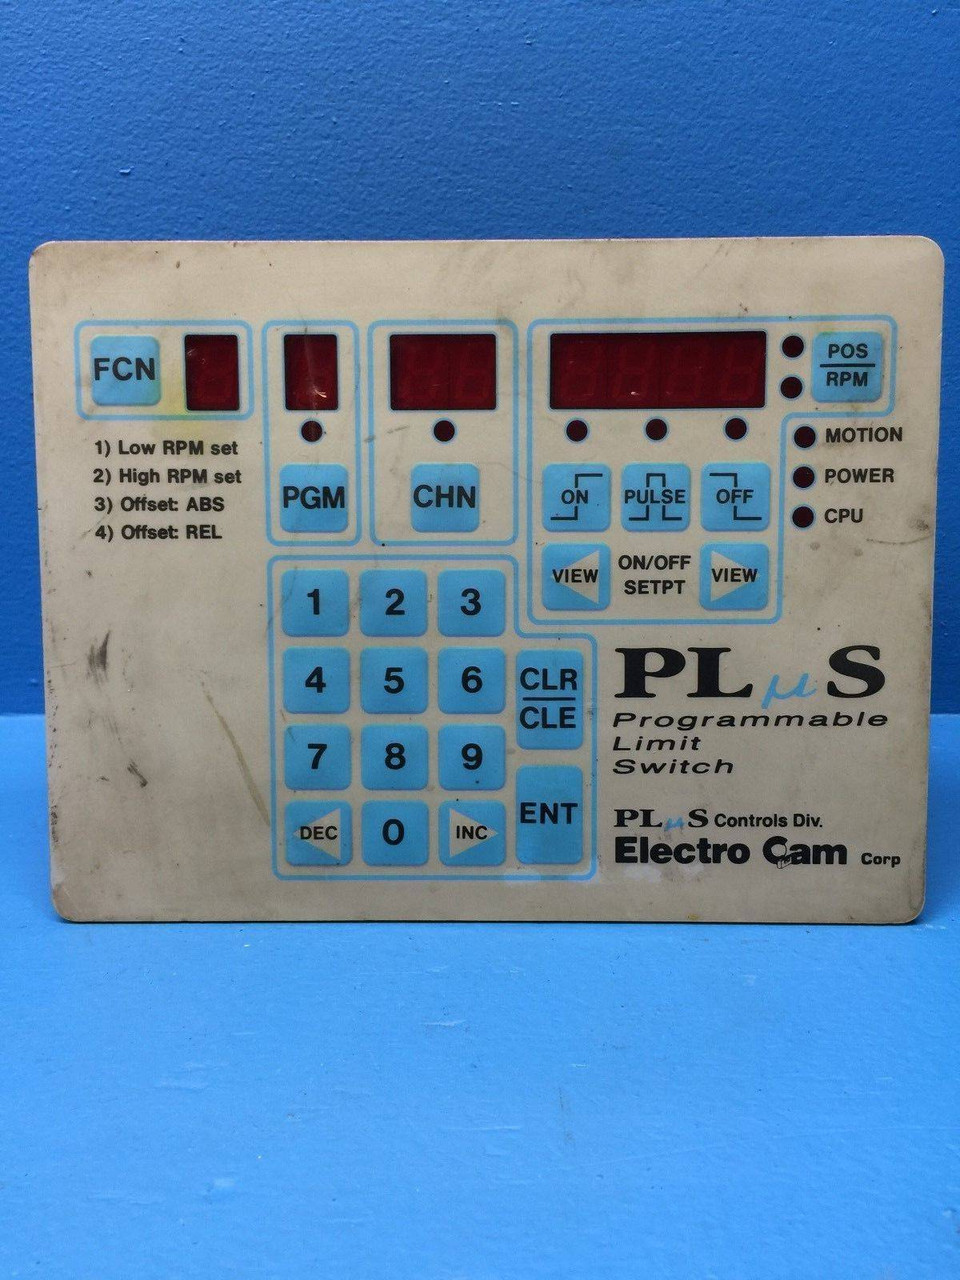 FCN
POS
RPM
1) Low RPM set
2) High RPM set
3) Offset: ABS
4) Offset: REL
PGM
CHN
ON
PULSE
OFF
MOTION
POWER
CPU
VIEW
ON/OFF
SETPT
VIEW
1 2 3
4 5 6
7 8 9
DEC 0 INC
CLR
CLE
ENT
PLµS
Programmable
Limit
Switch
PLµS Controls Div.
Electro Cam Corp